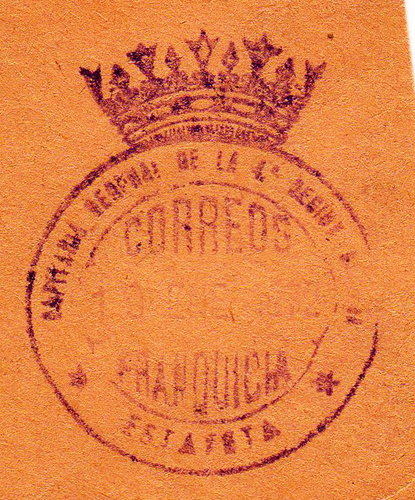 CAPITANIA GENERAL DE LA 4ª REGION
CORREOS
FRANQUICIA
ESTAFETA